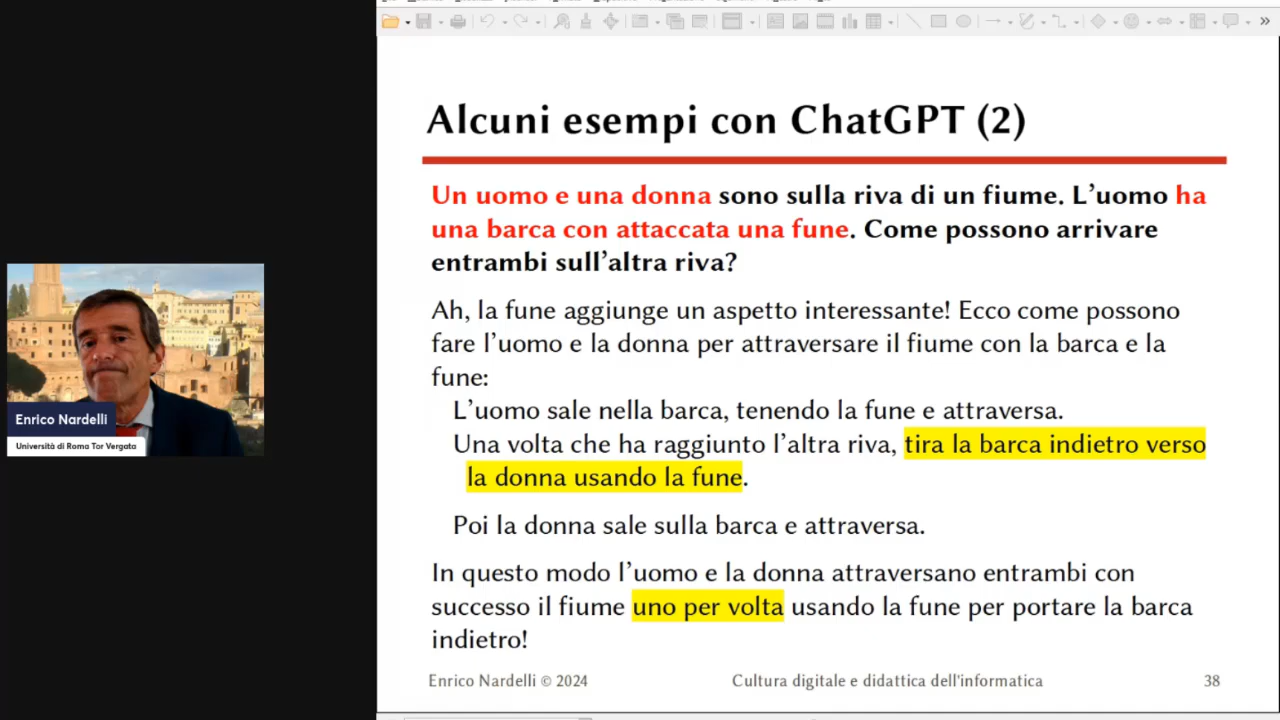 Alcuni esempi con ChatGPT (2)
Un uomo e una donna sono sulla riva di un fiume. L’uomo ha
una barca con attaccata una fune. Come possono arrivare
entrambi sull’altra riva?
Ah, la fune aggiunge un aspetto interessante! Ecco come possono
fare l’uomo e la donna per attraversare il fiume con la barca e la
fune:
L’uomo sale nella barca, tenendo la fune e attraversa.
Una volta che ha raggiunto l’altra riva, tira la barca indietro verso
la donna usando la fune.
Poi la donna sale sulla barca e attraversa.
In questo modo l’uomo e la donna attraversano entrambi con
successo il fiume uno per volta usando la fune per portare la barca
indietro!
Enrico Nardelli © 2024 Cultura digitale e didattica dell'informatica 38
Enrico Nardelli
Università di Roma Tor Vergata